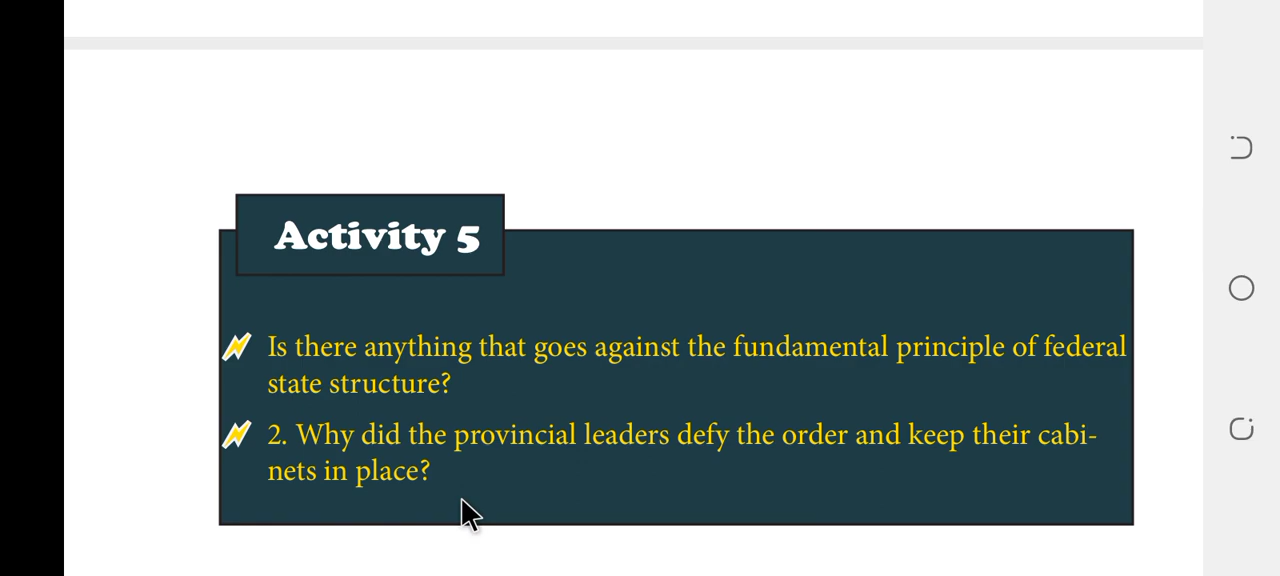 Activity 5
Is there anything that goes against the fundamental principle of federal
state structure?
2. Why did the provincial leaders defy the order and keep their cabi-
nets in place?